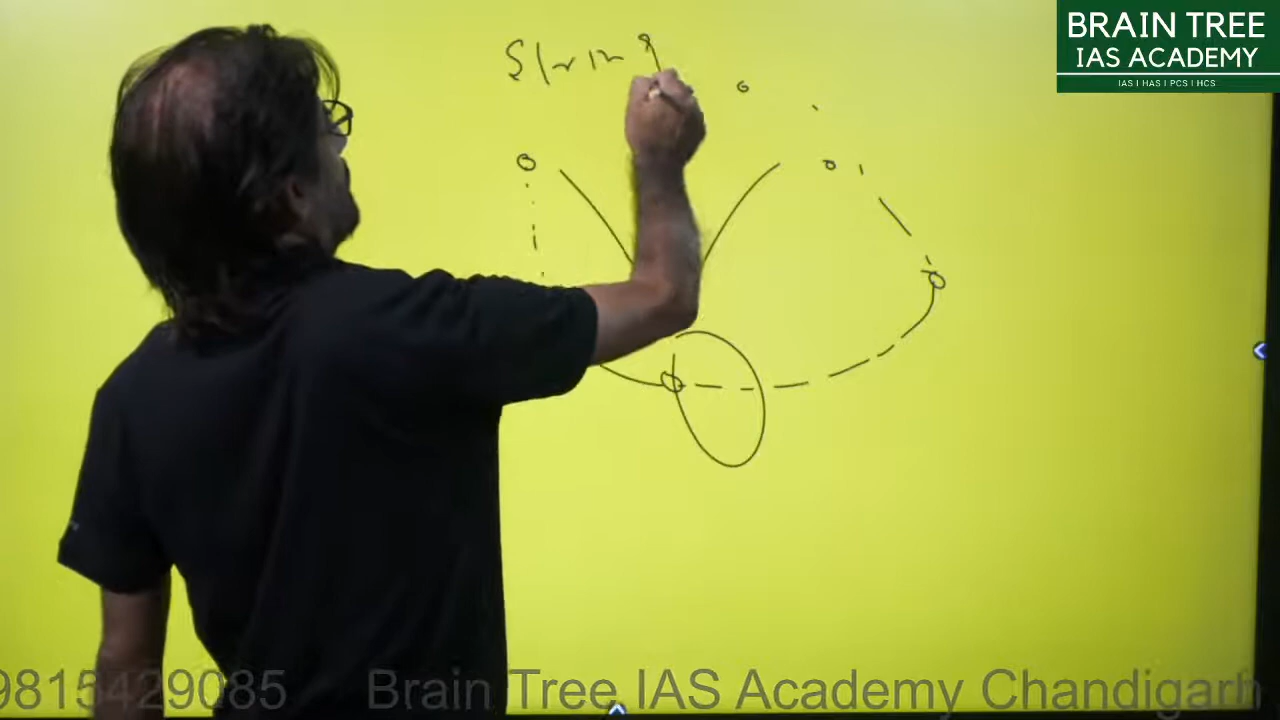 BRAIN TREE
IAS ACADEMY
IAS | HAS | PCS | HCS
9815429085 Brain Tree IAS Academy Chandigarh